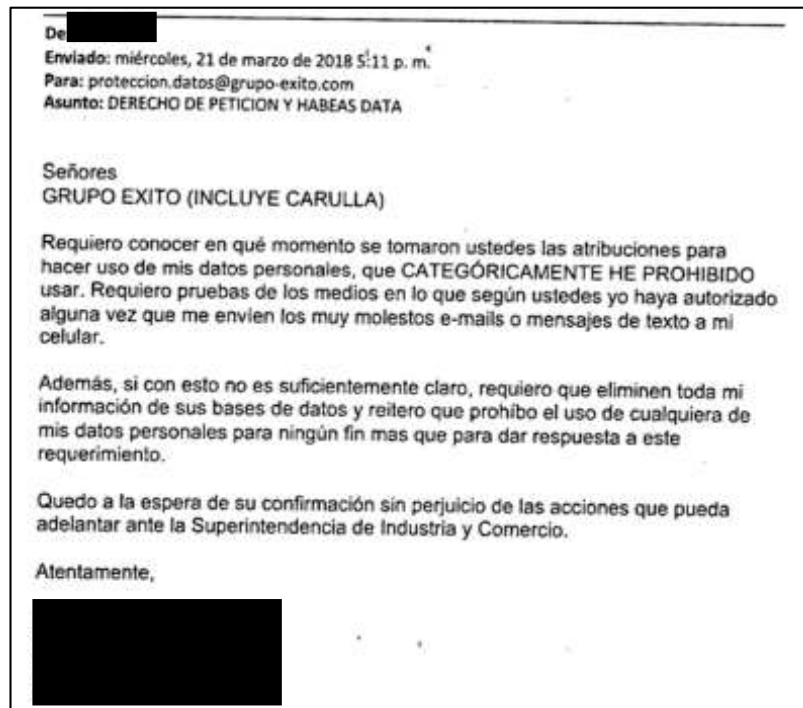 De
Enviado: miércoles, 21 de marzo de 2018 5:11 p. m.
Para: proteccion.datos@grupo-exito.com
Asunto: DERECHO DE PETICION Y HABEAS DATA
Señores
GRUPO EXITO (INCLUYE CARULLA)
Requiero conocer en qué momento se tomaron ustedes las atribuciones para
hacer uso de mis datos personales, que CATEGÓRICAMENTE HE PROHIBIDO
usar. Requiero pruebas de los medios en lo que según ustedes yo haya autorizado
alguna vez que me envien los muy molestos e-mails o mensajes de texto a mi
celular.
Además, si con esto no es suficientemente claro, requiero que eliminen toda mi
información de sus bases de datos y reitero que prohíbo el uso de cualquiera de
mis datos personales para ningún fin mas que para dar respuesta a este
requerimiento.
Quedo a la espera de su confirmación sin perjuicio de las acciones que pueda
adelantar ante la Superintendencia de Industria y Comercio.
Atentamente,